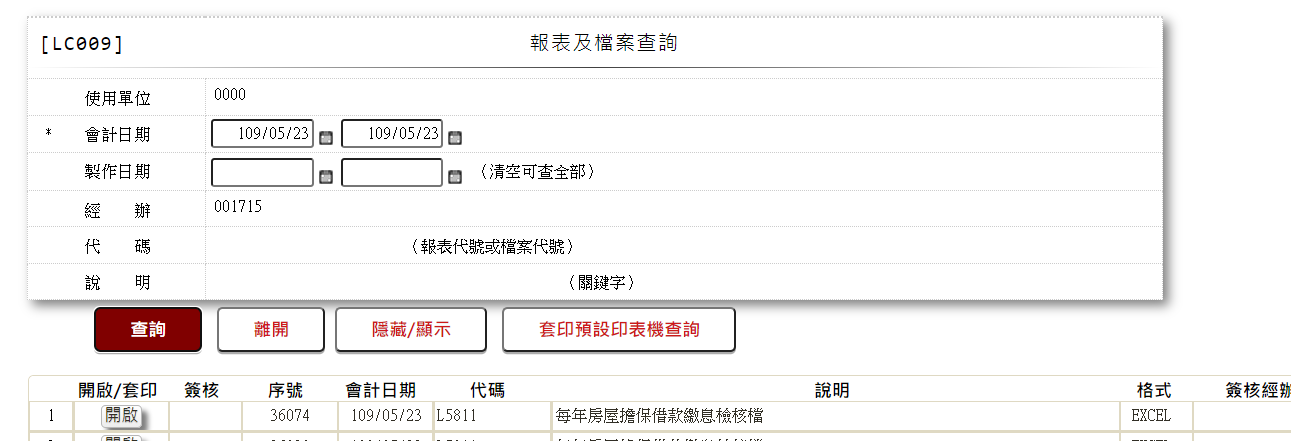 [LC009] 報表及檔案查詢
使用單位 0000
* 會計日期 109/05/23 109/05/23
製作日期 （清空可查全部）
經 辦 001715
代 碼 （報表代號或檔案代號）
說 明 （關鍵字）
查詢 離開 隱藏/顯示 套印預設印表機查詢
開啟/套印 簽核 序號 會計日期 代碼 說明 格式 簽核經辦
1 開啟 36074 109/05/23 L5811 每年房屋擔保借款繳息檢核檔 EXCEL